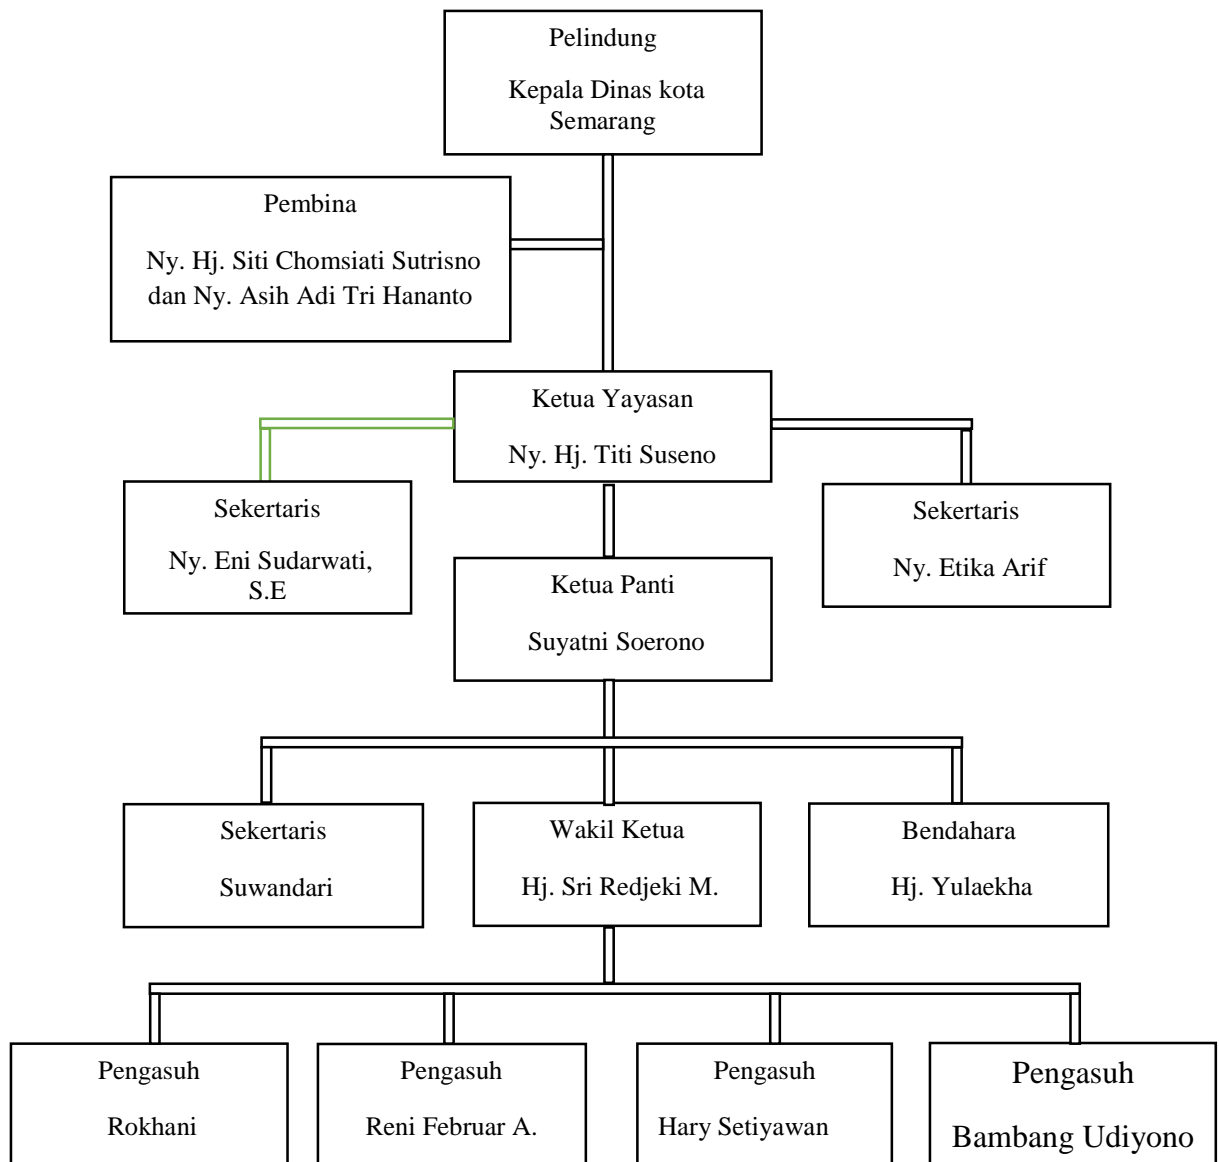 Pelindung
Kepala Dinas kota
Semarang
Pembina
Ny. Hj. Siti Chomsiati Sutrisno
dan Ny. Asih Adi Tri Hananto
Ketua Yayasan
Ny. Hj. Titi Suseno
Sekertaris
Ny. Eni Sudarwati,
S.E
Sekertaris
Ny. Etika Arif
Ketua Panti
Suyatni Soerono
Sekertaris
Suwandari
Wakil Ketua
Hj. Sri Redjeki M.
Bendahara
Hj. Yulaekha
Pengasuh
Rokhani
Pengasuh
Reni Februar A.
Pengasuh
Hary Setiyawan
Pengasuh
Bambang Udiyono